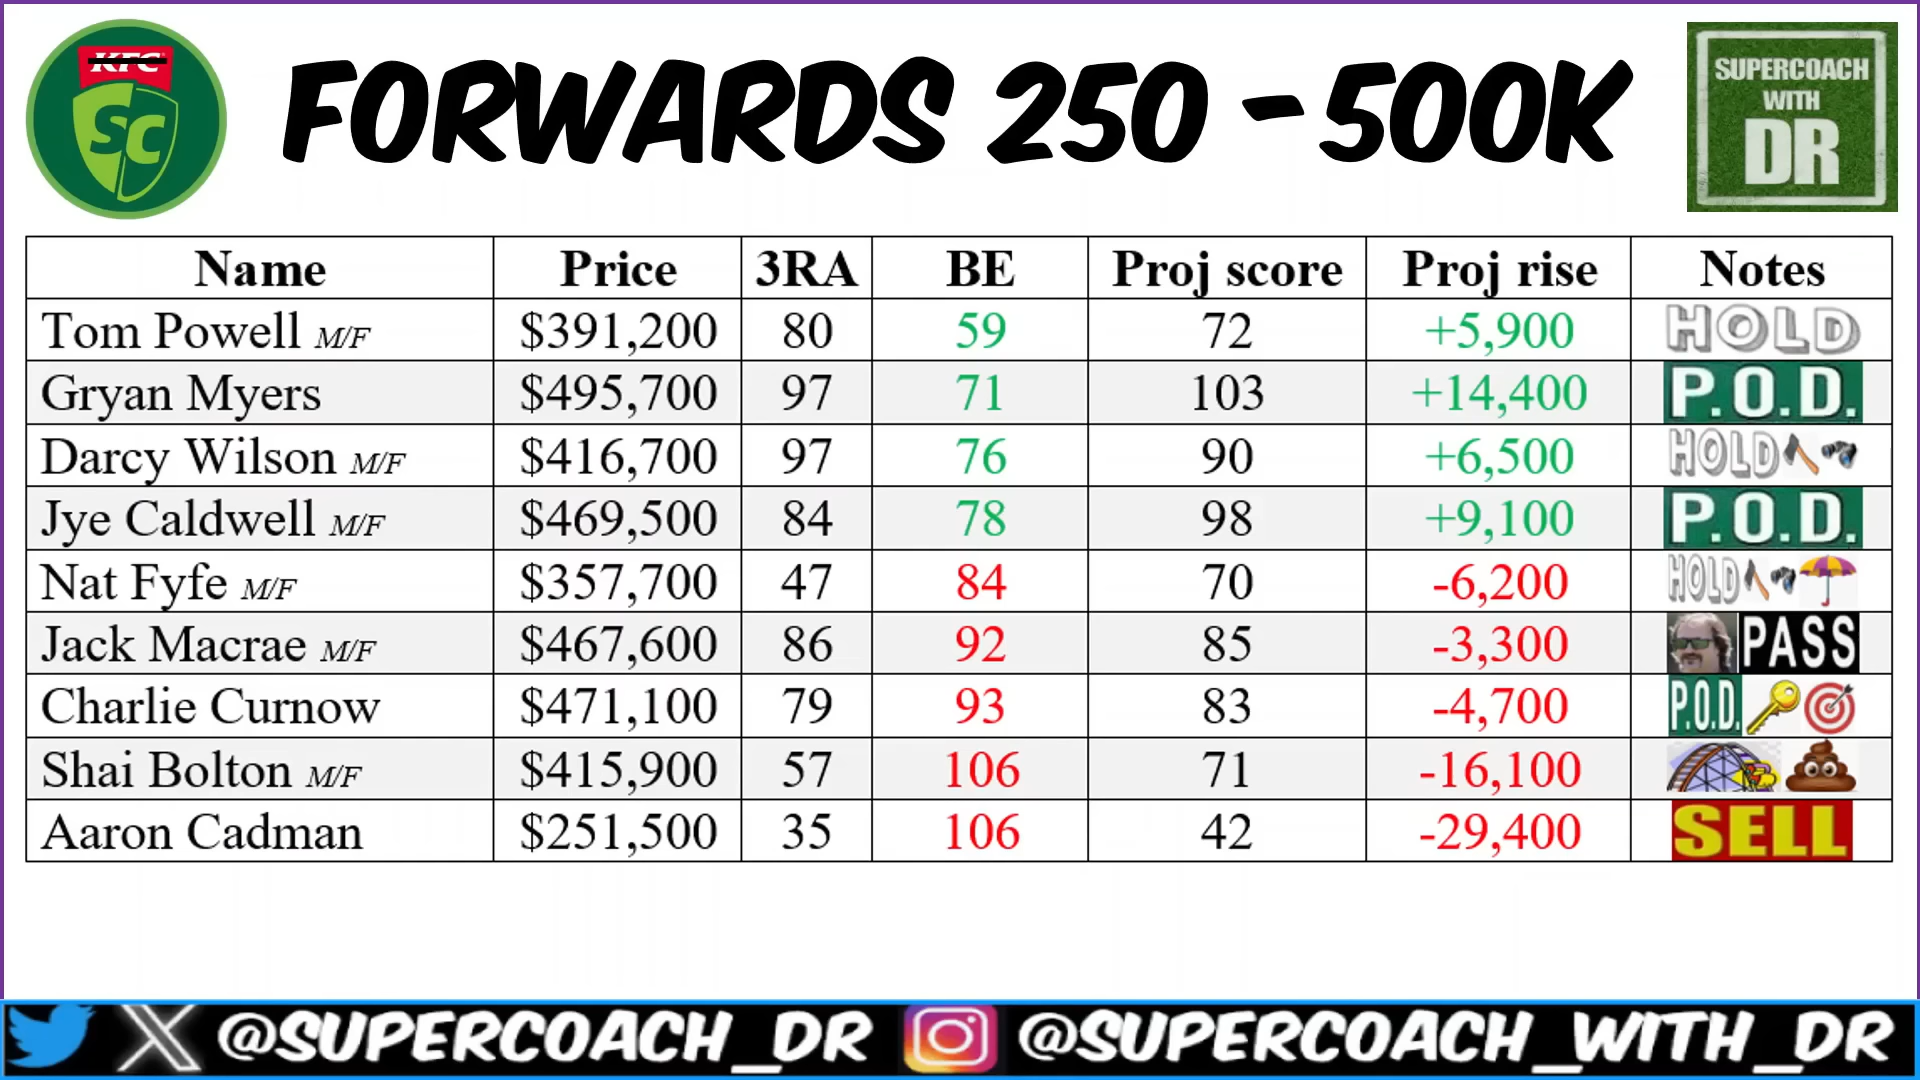 KFC
SC
FORWARDS 250 - 500K
SUPERCOACH
WITH
DR
Name Price 3RA BE Proj score Proj rise Notes
Tom Powell M/F $391,200 80 59 72 +5,900 HOLD
Gryan Myers $495,700 97 71 103 +14,400 P.O.D.
Darcy Wilson M/F $416,700 97 76 90 +6,500 HOLD
Jye Caldwell M/F $469,500 84 78 98 +9,100 P.O.D.
Nat Fyfe M/F $357,700 47 84 70 -6,200 HOLD
Jack Macrae M/F $467,600 86 92 85 -3,300 PASS
Charlie Curnow $471,100 79 93 83 -4,700 P.O.D.
Shai Bolton M/F $415,900 57 106 71 -16,100
Aaron Cadman $251,500 35 106 42 -29,400 SELL
@SUPERCOACH_DR @SUPERCOACH_WITH_DR